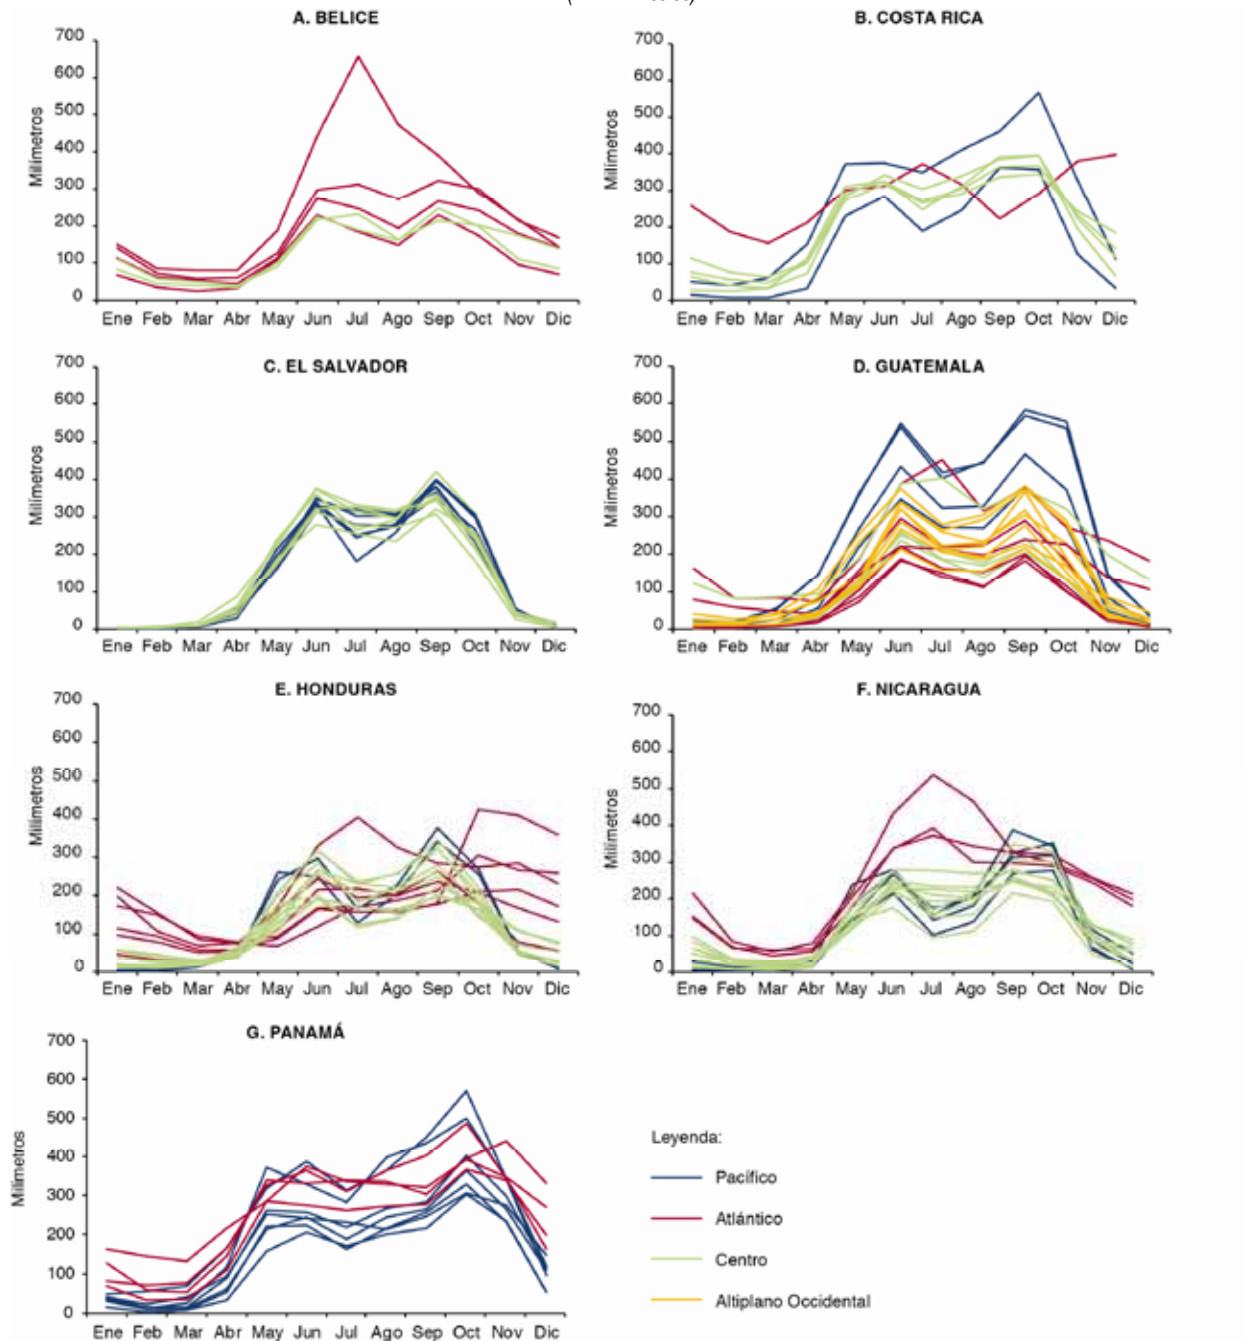 A. BELICE
700
600
500
400
300
200
100
0
Milímetros
Ene Feb Mar Abr May Jun Jul Ago Sep Oct Nov Dic
B. COSTA RICA
700
600
500
400
300
200
100
0
Milímetros
Ene Feb Mar Abr May Jun Jul Ago Sep Oct Nov Dic
C. EL SALVADOR
700
600
500
400
300
200
100
0
Milímetros
Ene Feb Mar Abr May Jun Jul Ago Sep Oct Nov Dic
D. GUATEMALA
700
600
500
400
300
200
100
0
Milímetros
Ene Feb Mar Abr May Jun Jul Ago Sep Oct Nov Dic
E. HONDURAS
700
600
500
400
300
200
100
0
Milímetros
Ene Feb Mar Abr May Jun Jul Ago Sep Oct Nov Dic
F. NICARAGUA
700
600
500
400
300
200
100
0
Milímetros
Ene Feb Mar Abr May Jun Jul Ago Sep Oct Nov Dic
G. PANAMÁ
700
600
500
400
300
200
100
0
Milímetros
Ene Feb Mar Abr May Jun Jul Ago Sep Oct Nov Dic
Leyenda:
Pacífico
Atlántico
Centro
Altiplano Occidental